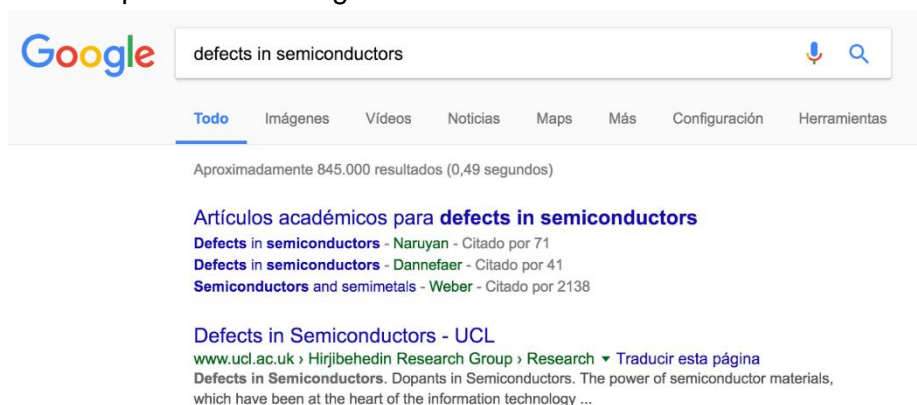 Google
defects in semiconductors
Todo Imágenes Vídeos Noticias Maps Más Configuración Herramientas
Aproximadamente 845.000 resultados (0,49 segundos)
Artículos académicos para defects in semiconductors
Defects in semiconductors - Naruyan - Citado por 71
Defects in semiconductors - Dannefaer - Citado por 41
Semiconductors and semimetals - Weber - Citado por 2138
Defects in Semiconductors - UCL
www.ucl.ac.uk › Hirjibehedin Research Group › Research ▾ Traducir esta página
Defects in Semiconductors. Dopants in Semiconductors. The power of semiconductor materials,
which have been at the heart of the information technology ...